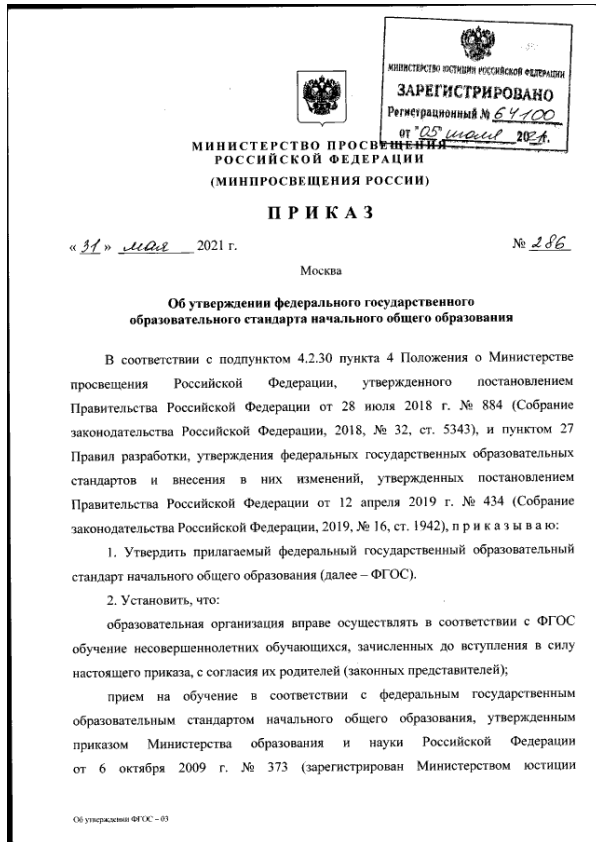 МИНИСТЕРСТВО ЮСТИЦИИ РОССИЙСКОЙ ФЕДЕРАЦИИ
ЗАРЕГИСТРИРОВАНО
Регистрационный № 64100
от "05" июля 2021г.
МИНИСТЕРСТВО ПРОСВЕЩЕНИЯ
РОССИЙСКОЙ ФЕДЕРАЦИИ
(МИНПРОСВЕЩЕНИЯ РОССИИ)
ПРИКАЗ
« 31 » мая 2021 г. № 286
Москва
Об утверждении федерального государственного
образовательного стандарта начального общего образования
В соответствии с подпунктом 4.2.30 пункта 4 Положения о Министерстве
просвещения Российской Федерации, утвержденного постановлением
Правительства Российской Федерации от 28 июля 2018 г. № 884 (Собрание
законодательства Российской Федерации, 2018, № 32, ст. 5343), и пунктом 27
Правил разработки, утверждения федеральных государственных образовательных
стандартов и внесения в них изменений, утвержденных постановлением
Правительства Российской Федерации от 12 апреля 2019 г. № 434 (Собрание
законодательства Российской Федерации, 2019, № 16, ст. 1942), п р и к а з ы в а ю:
1. Утвердить прилагаемый федеральный государственный образовательный
стандарт начального общего образования (далее – ФГОС).
2. Установить, что:
образовательная организация вправе осуществлять в соответствии с ФГОС
обучение несовершеннолетних обучающихся, зачисленных до вступления в силу
настоящего приказа, с согласия их родителей (законных представителей);
прием на обучение в соответствии с федеральным государственным
образовательным стандартом начального общего образования, утвержденным
приказом Министерства образования и науки Российской Федерации
от 6 октября 2009 г. № 373 (зарегистрирован Министерством юстиции
Об утверждении ФГОС – 03